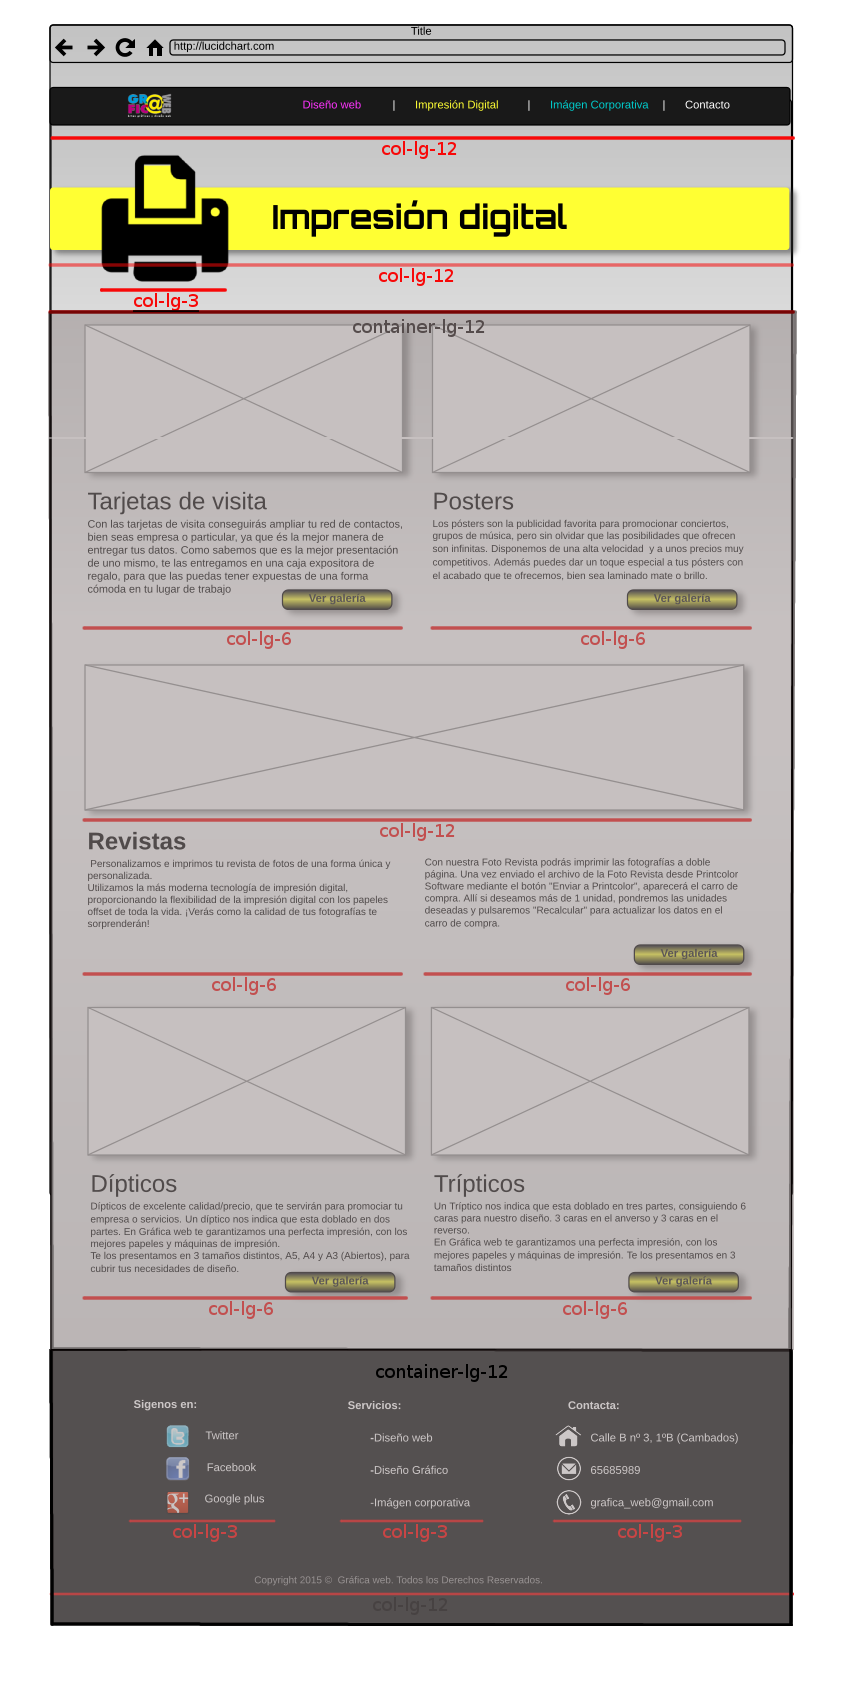 Title
http://lucidchart.com
GR@FIC WEB
Diseño web | Impresión Digital | Imágen Corporativa | Contacto
col-lg-12
Impresión digital
col-lg-12
col-lg-3
container-lg-12
Tarjetas de visita
Con las tarjetas de visita conseguirás ampliar tu red de contactos,
bien seas empresa o particular, ya que és la mejor manera de
entregar tus datos. Como sabemos que es la mejor presentación
de uno mismo, te las entregamos en una caja expositora de
regalo, para que las puedas tener expuestas de una forma
cómoda en tu lugar de trabajo
Ver galería
col-lg-6
Posters
Los pósters son la publicidad favorita para promocionar conciertos,
grupos de música, pero sin olvidar que las posibilidades que ofrecen
son infinitas. Disponemos de una alta velocidad y a unos precios muy
competitivos. Además puedes dar un toque especial a tus pósters con
el acabado que te ofrecemos, bien sea laminado mate o brillo.
Ver galería
col-lg-6
col-lg-12
Revistas
Personalizamos e imprimos tu revista de fotos de una forma única y
personalizada.
Utilizamos la más moderna tecnología de impresión digital,
proporcionando la flexibilidad de la impresión digital con los papeles
offset de toda la vida. ¡Verás como la calidad de tus fotografías te
sorprenderán!
col-lg-6
Con nuestra Foto Revista podrás imprimir las fotografías a doble
página. Una vez enviado el archivo de la Foto Revista desde Printcolor
Software mediante el botón "Enviar a Printcolor", aparecerá el carro de
compra. Allí si deseamos más de 1 unidad, pondremos las unidades
deseadas y pulsaremos "Recalcular" para actualizar los datos en el
carro de compra.
Ver galería
col-lg-6
Dípticos
Dípticos de excelente calidad/precio, que te servirán para promociar tu
empresa o servicios. Un díptico nos indica que esta doblado en dos
partes. En Gráfica web te garantizamos una perfecta impresión, con los
mejores papeles y máquinas de impresión.
Te los presentamos en 3 tamaños distintos, A5, A4 y A3 (Abiertos), para
cubrir tus necesidades de diseño.
Ver galería
col-lg-6
Trípticos
Un Tríptico nos indica que esta doblado en tres partes, consiguiendo 6
caras para nuestro diseño. 3 caras en el anverso y 3 caras en el
reverso.
En Gráfica web te garantizamos una perfecta impresión, con los
mejores papeles y máquinas de impresión. Te los presentamos en 3
tamaños distintos
Ver galería
col-lg-6
container-lg-12
Sigenos en:
Twitter
Facebook
Google plus
col-lg-3
Servicios:
-Diseño web
-Diseño Gráfico
-Imágen corporativa
col-lg-3
Contacta:
Calle B nº 3, 1ºB (Cambados)
65685989
grafica_web@gmail.com
col-lg-3
Copyright 2015 © Gráfica web. Todos los Derechos Reservados.
col-lg-12